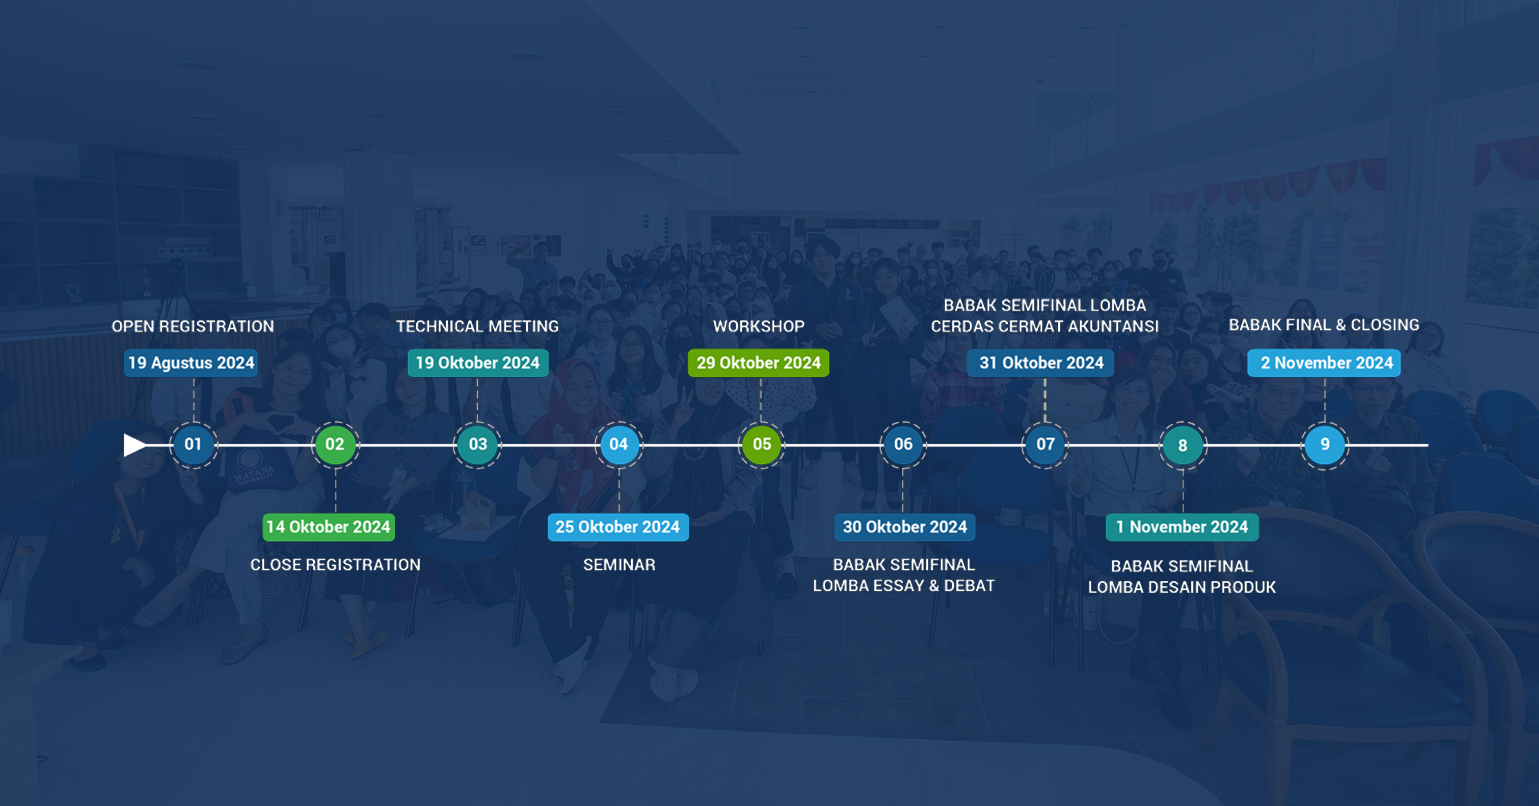 OPEN REGISTRATION
19 Agustus 2024
01
14 Oktober 2024
CLOSE REGISTRATION
02
TECHNICAL MEETING
19 Oktober 2024
03
25 Oktober 2024
SEMINAR
04
WORKSHOP
29 Oktober 2024
05
30 Oktober 2024
BABAK SEMIFINAL
LOMBA ESSAY & DEBAT
06
BABAK SEMIFINAL LOMBA
CERDAS CERMAT AKUNTANSI
31 Oktober 2024
07
1 November 2024
BABAK SEMIFINAL
LOMBA DESAIN PRODUK
8
BABAK FINAL & CLOSING
2 November 2024
9
MATANA